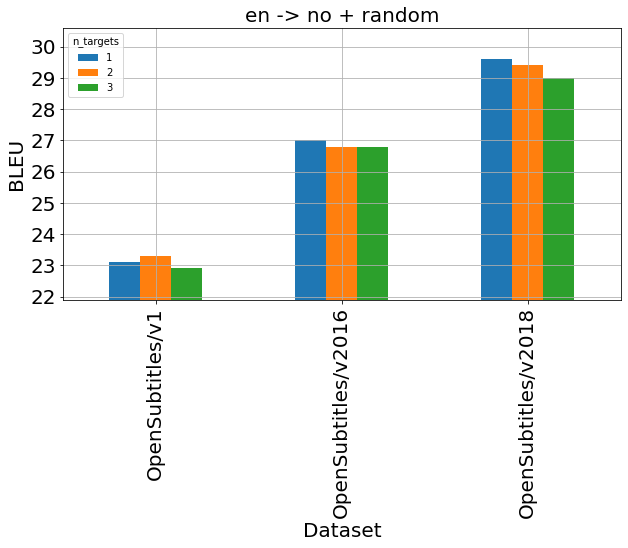 en -> no + random
n_targets
1
2
3
BLEU
30
29
28
27
26
25
24
23
22
OpenSubtitles/v1
OpenSubtitles/v2016
OpenSubtitles/v2018
Dataset